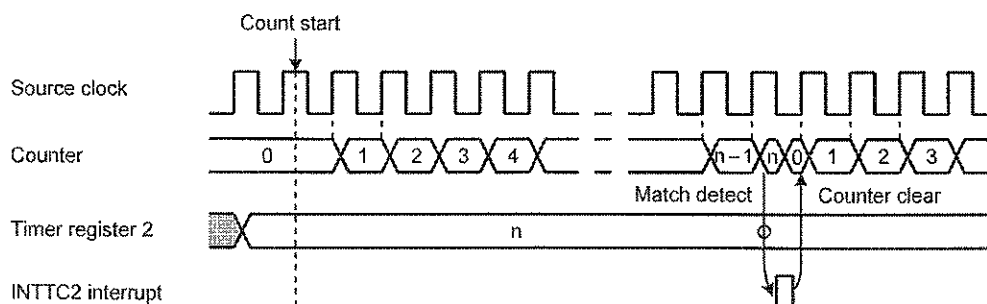 Count start
Source clock
Counter 0 1 2 3 4 n-1 n 0 1 2 3
Match detect Counter clear
Timer register 2 n
INTTC2 interrupt